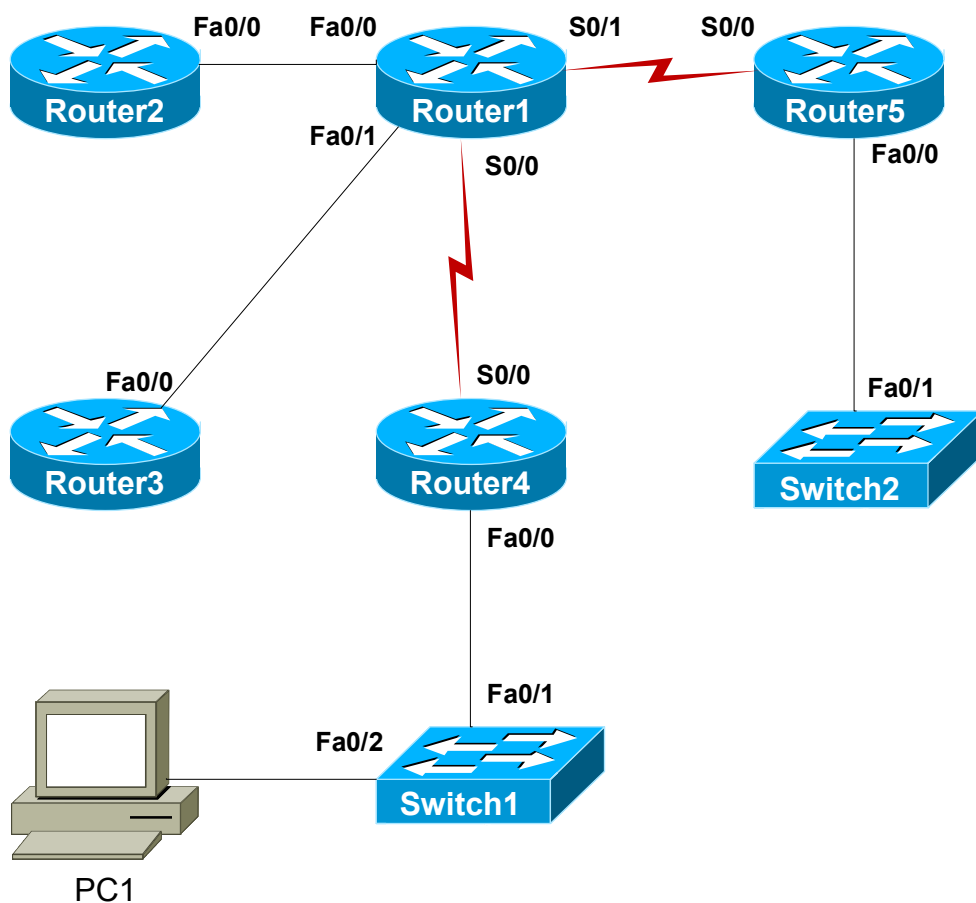 Fa0/0
Fa0/0
S0/1
S0/0
Router2
Router1
Router5
Fa0/1
S0/0
Fa0/0
Fa0/0
S0/0
Fa0/1
Router3
Router4
Switch2
Fa0/0
Fa0/1
Fa0/2
Switch1
PC1